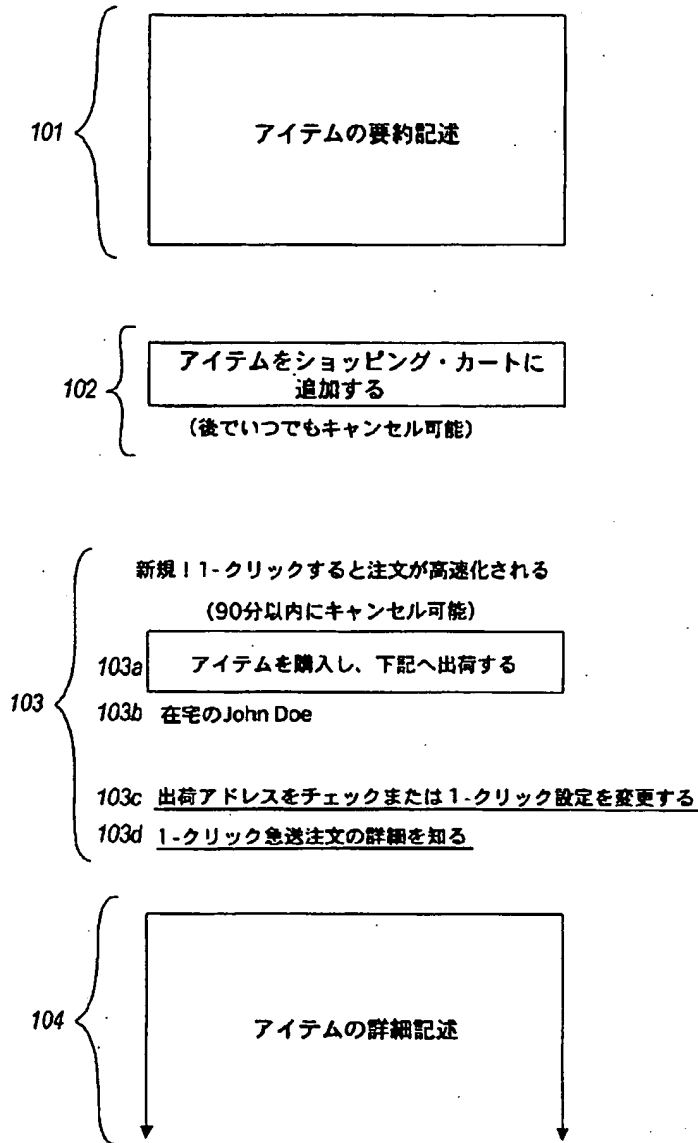 101
アイテムの要約記述
102
アイテムをショッピング・カートに
追加する
(後でいつでもキャンセル可能)
新規！1-クリックすると注文が高速化される
(90分以内にキャンセル可能)
103
103a アイテムを購入し、下記へ出荷する
103b 在宅のJohn Doe
103c 出荷アドレスをチェックまたは1-クリック設定を変更する
103d 1-クリック急送注文の詳細を知る
104
アイテムの詳細記述